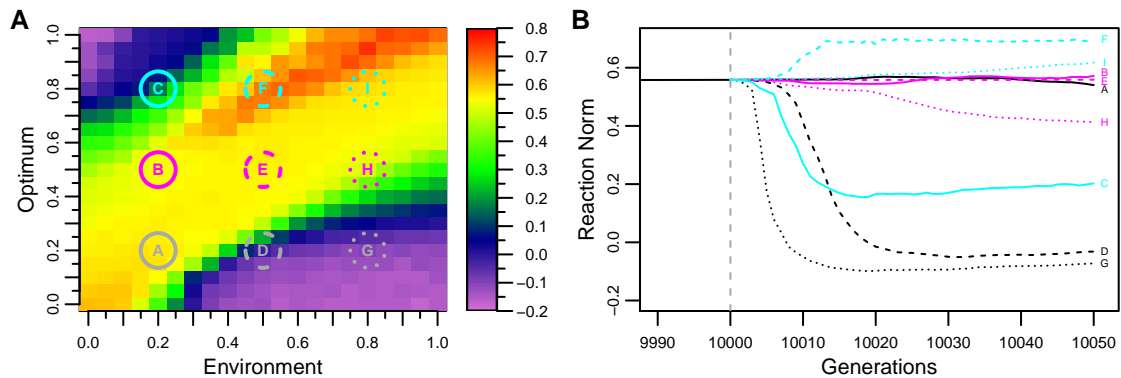 A
Optimum
1.0
0.8
0.6
0.4
0.2
0.0
C
F
I
B
E
H
A
D
G
0.0
0.2
0.4
0.6
0.8
1.0
Environment
0.8
0.7
0.6
0.5
0.4
0.3
0.2
0.1
0.0
−0.1
−0.2
B
Reaction Norm
0.6
0.4
0.2
0.0
−0.2
F
I
B
E
A
H
C
D
G
9990
10000
10010
10020
10030
10040
10050
Generations